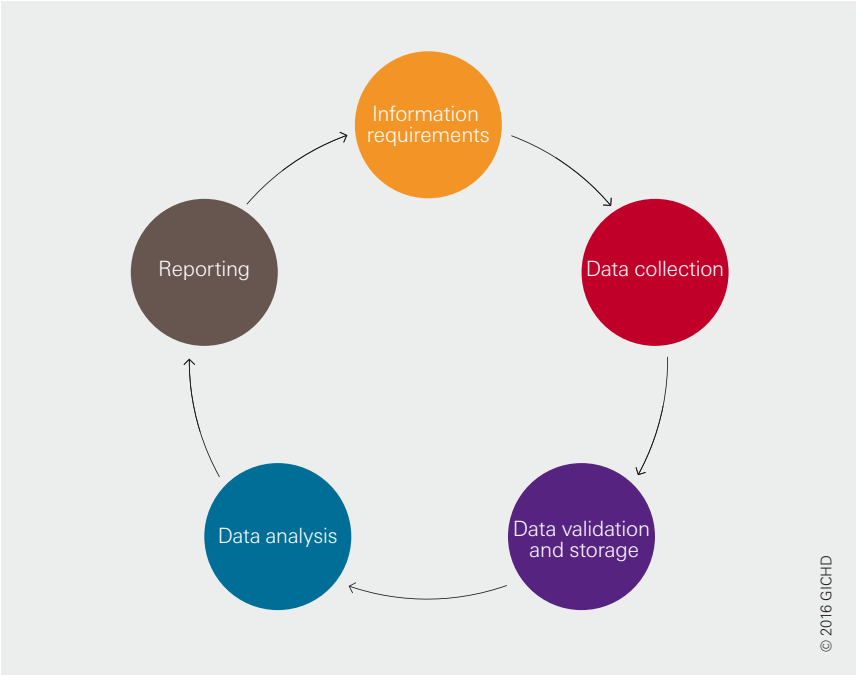 Information
requirements
Data collection
Data validation
and storage
Data analysis
Reporting
© 2016 GICHD